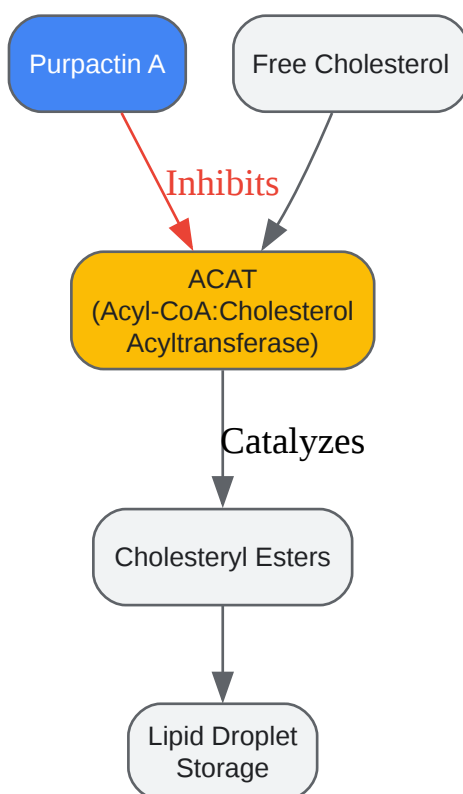 Purpactin A
Free Cholesterol
Inhibits
ACAT
(Acyl-CoA:Cholesterol
Acyltransferase)
Catalyzes
Cholesteryl Esters
Lipid Droplet
Storage